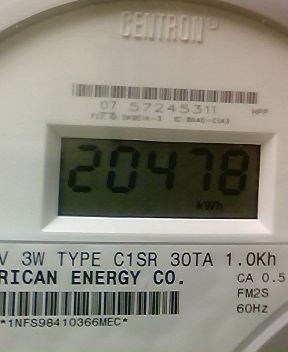 CENTRON®
07 57245311
20478
kWh
V 3W TYPE C1SR 30TA 1.0Kh
RICAN ENERGY CO.
CA 0.5
FM2S
60Hz
*1NFS98410366MEC*